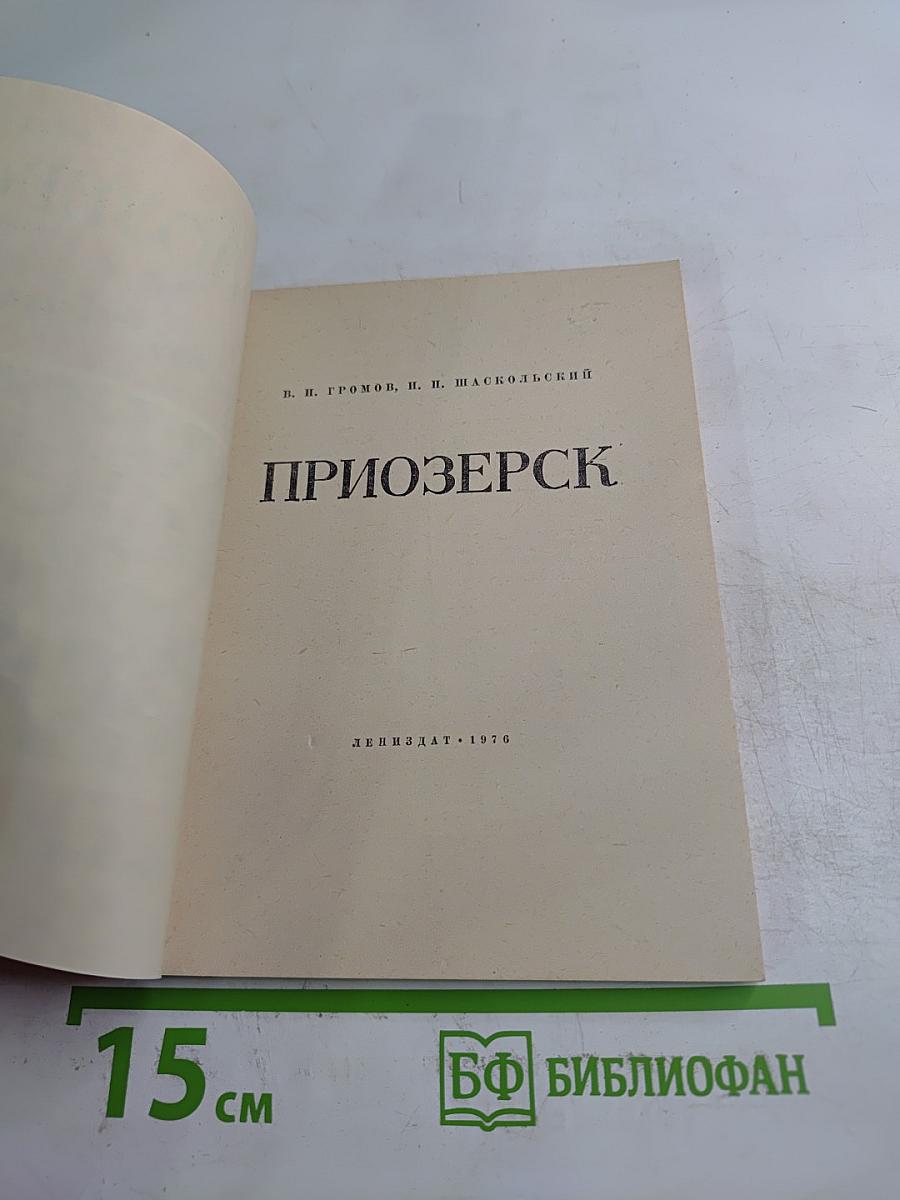 В. И. ГРОМОВ, И. П. ШАСКОЛЬСКИЙ
ПРИОЗЕРСК
ЛЕНИЗДАТ • 1976
15 см
БФ БИБЛИОФАН